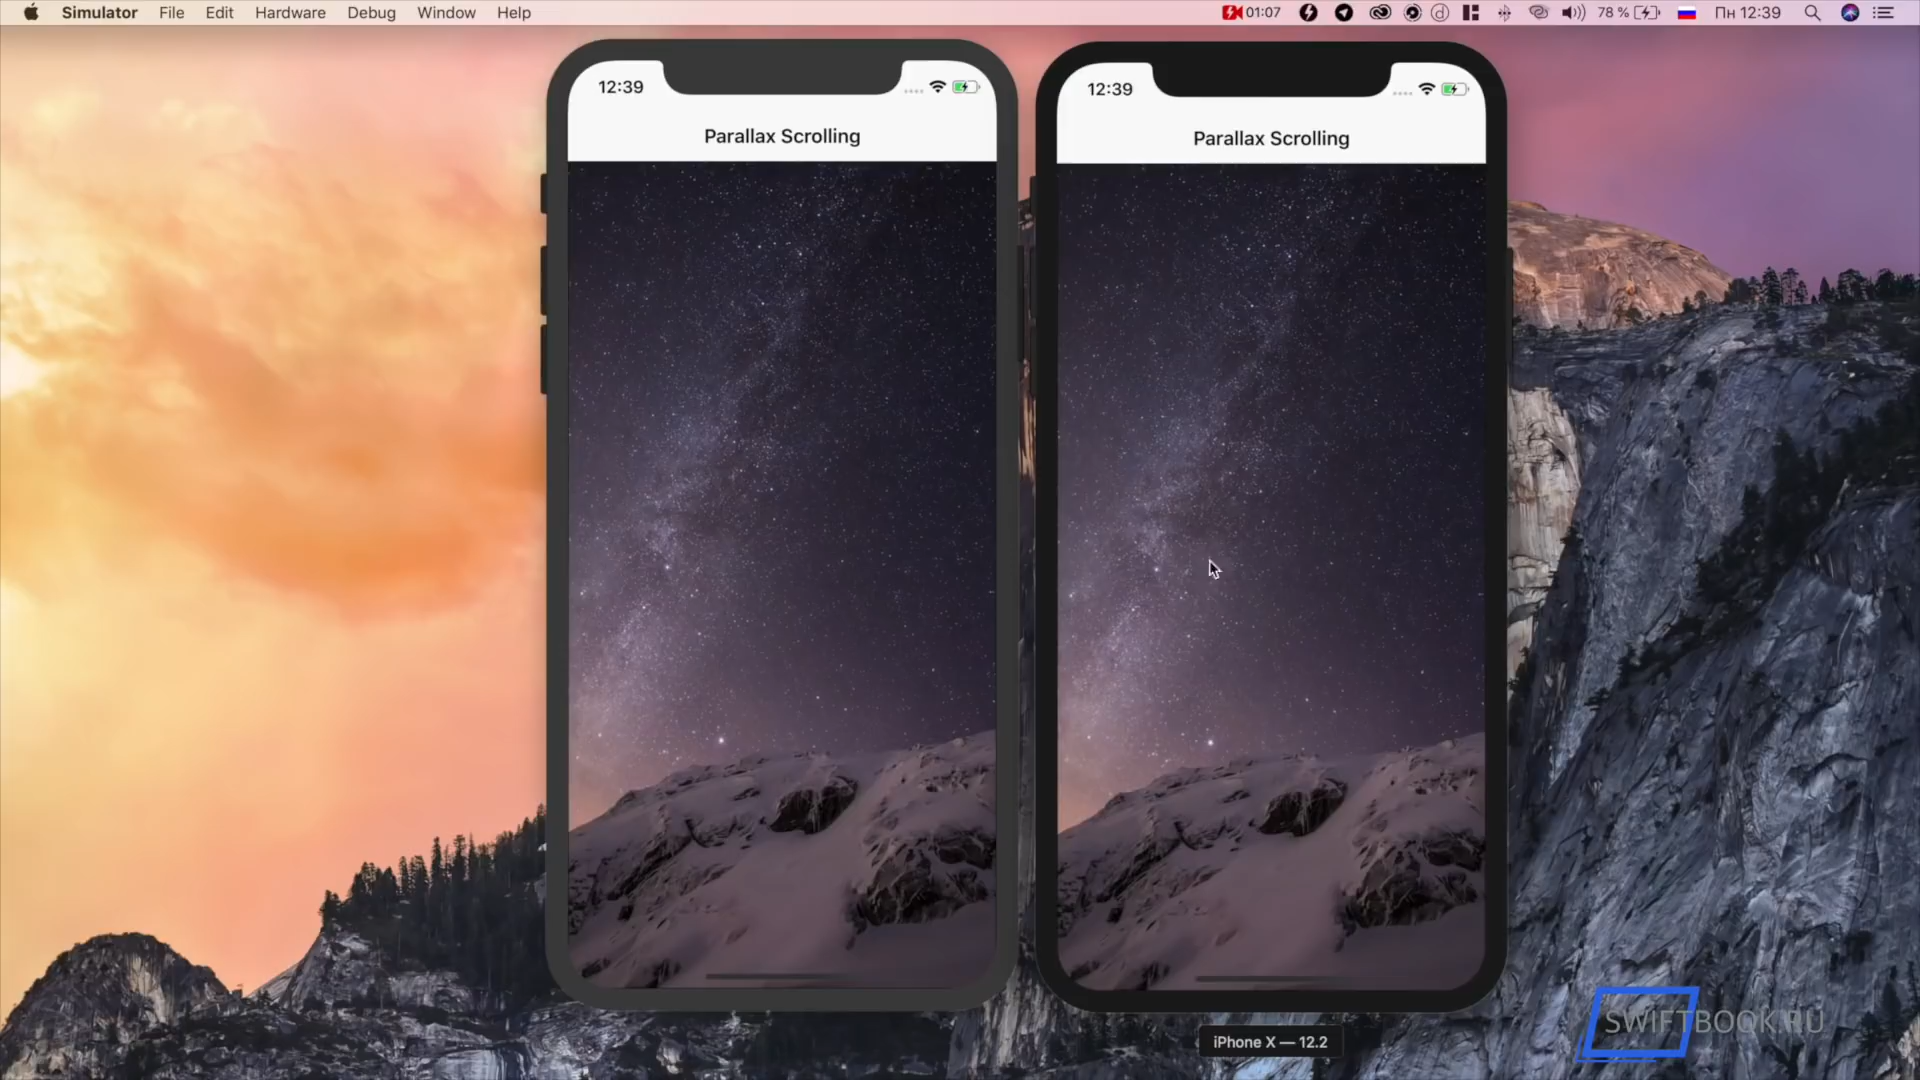 Simulator File Edit Hardware Debug Window Help 01:07 78 % Пн 12:39
12:39
Parallax Scrolling
12:39
Parallax Scrolling
iPhone X — 12.2
SWIFTBOOK.RU